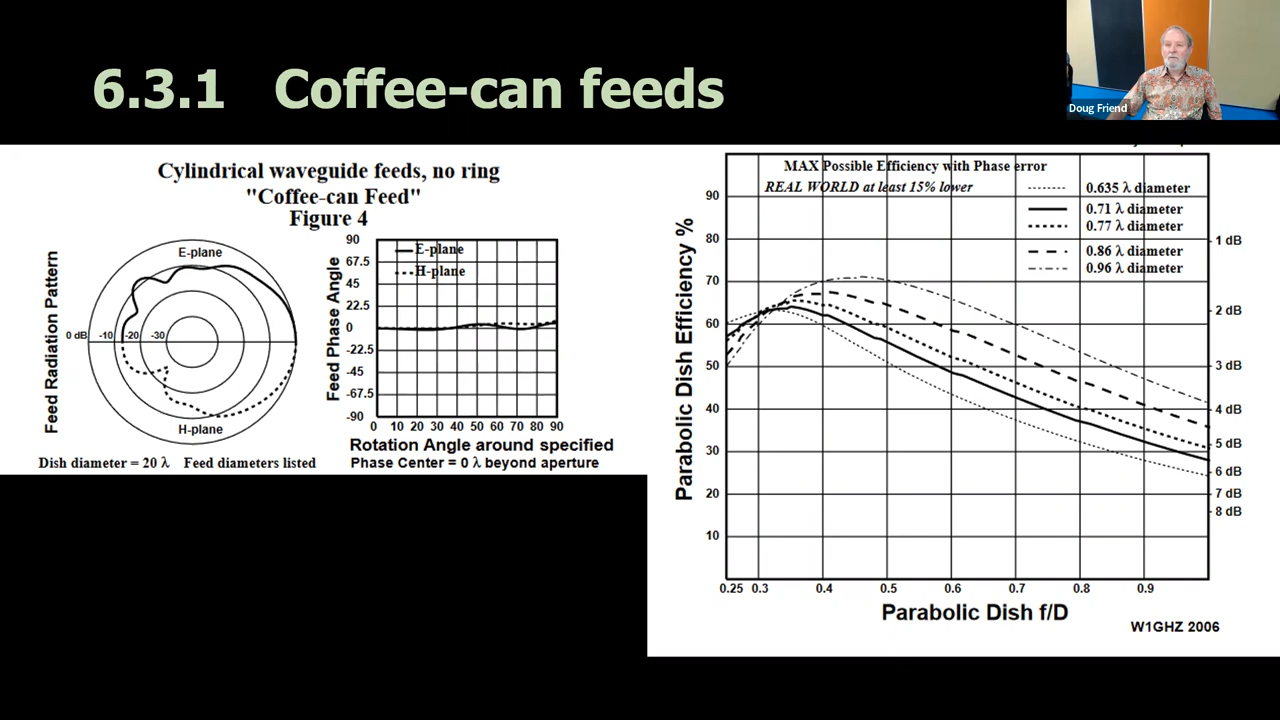 6.3.1 Coffee-can feeds
Doug Friend
Cylindrical waveguide feeds, no ring
"Coffee-can Feed"
Figure 4
Feed Radiation Pattern
E-plane
0 dB
-10
-20
-30
H-plane
Dish diameter = 20 λ Feed diameters listed
Feed Phase Angle
90
67.5
45
22.5
0
-22.5
-45
-67.5
-90
E-plane
H-plane
0 10 20 30 40 50 60 70 80 90
Rotation Angle around specified
Phase Center = 0 λ beyond aperture
MAX Possible Efficiency with Phase error
REAL WORLD at least 15% lower
0.635 λ diameter
0.71 λ diameter
0.77 λ diameter
0.86 λ diameter
0.96 λ diameter
Parabolic Dish Efficiency %
90
80
70
60
50
40
30
20
10
1 dB
2 dB
3 dB
4 dB
5 dB
6 dB
7 dB
8 dB
0.25 0.3 0.4 0.5 0.6 0.7 0.8 0.9
Parabolic Dish f/D
W1GHZ 2006